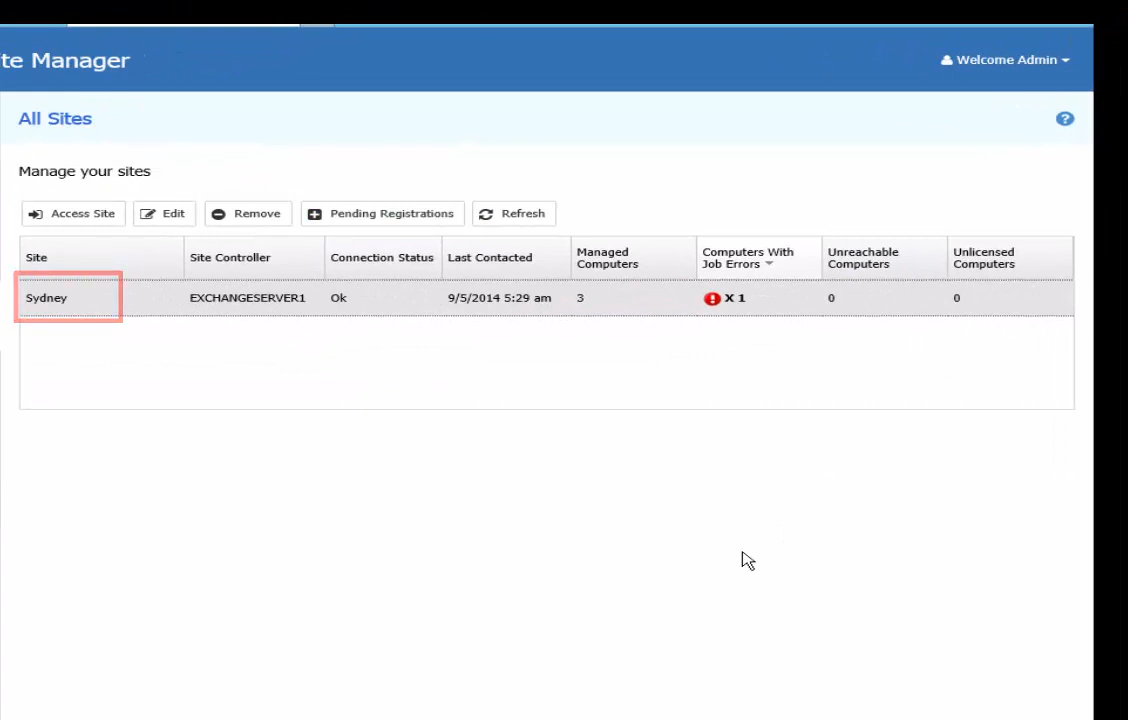 te Manager
Welcome Admin
All Sites
?
Manage your sites
Access Site Edit Remove Pending Registrations Refresh
Site Site Controller Connection Status Last Contacted Managed Computers Computers With Job Errors Unreachable Computers Unlicensed Computers
Sydney EXCHANGESERVER1 Ok 9/5/2014 5:29 am 3 X 1 0 0